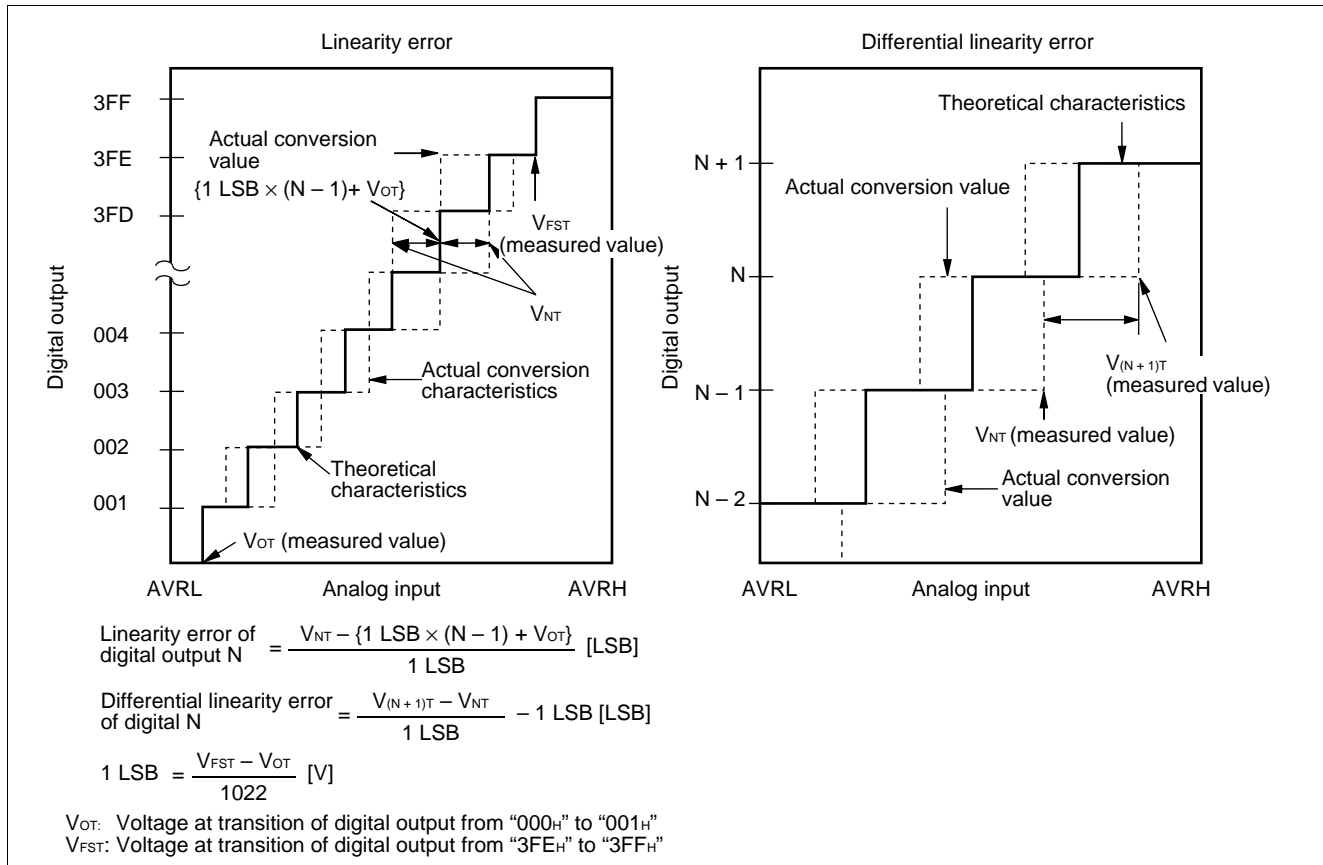 Linearity error
3FF
3FE
3FD
004
003
002
001
Digital output
Actual conversion
value
{1 LSB × (N – 1)+ VOT}
VFST
(measured value)
VNT
Actual conversion
characteristics
Theoretical
characteristics
VOT (measured value)
AVRL
Analog input
AVRH
Differential linearity error
N + 1
N
N – 1
N – 2
Digital output
Theoretical characteristics
Actual conversion value
V(N + 1)T
(measured value)
VNT (measured value)
Actual conversion
value
AVRL
Analog input
AVRH
Linearity error of
digital output N
= VNT – {1 LSB × (N – 1) + VOT} / 1 LSB [LSB]
Differential linearity error
of digital N
= V(N + 1)T – VNT / 1 LSB – 1 LSB [LSB]
1 LSB = VFST – VOT / 1022 [V]
VOT: Voltage at transition of digital output from “000H” to “001H”
VFST: Voltage at transition of digital output from “3FEH” to “3FFH”